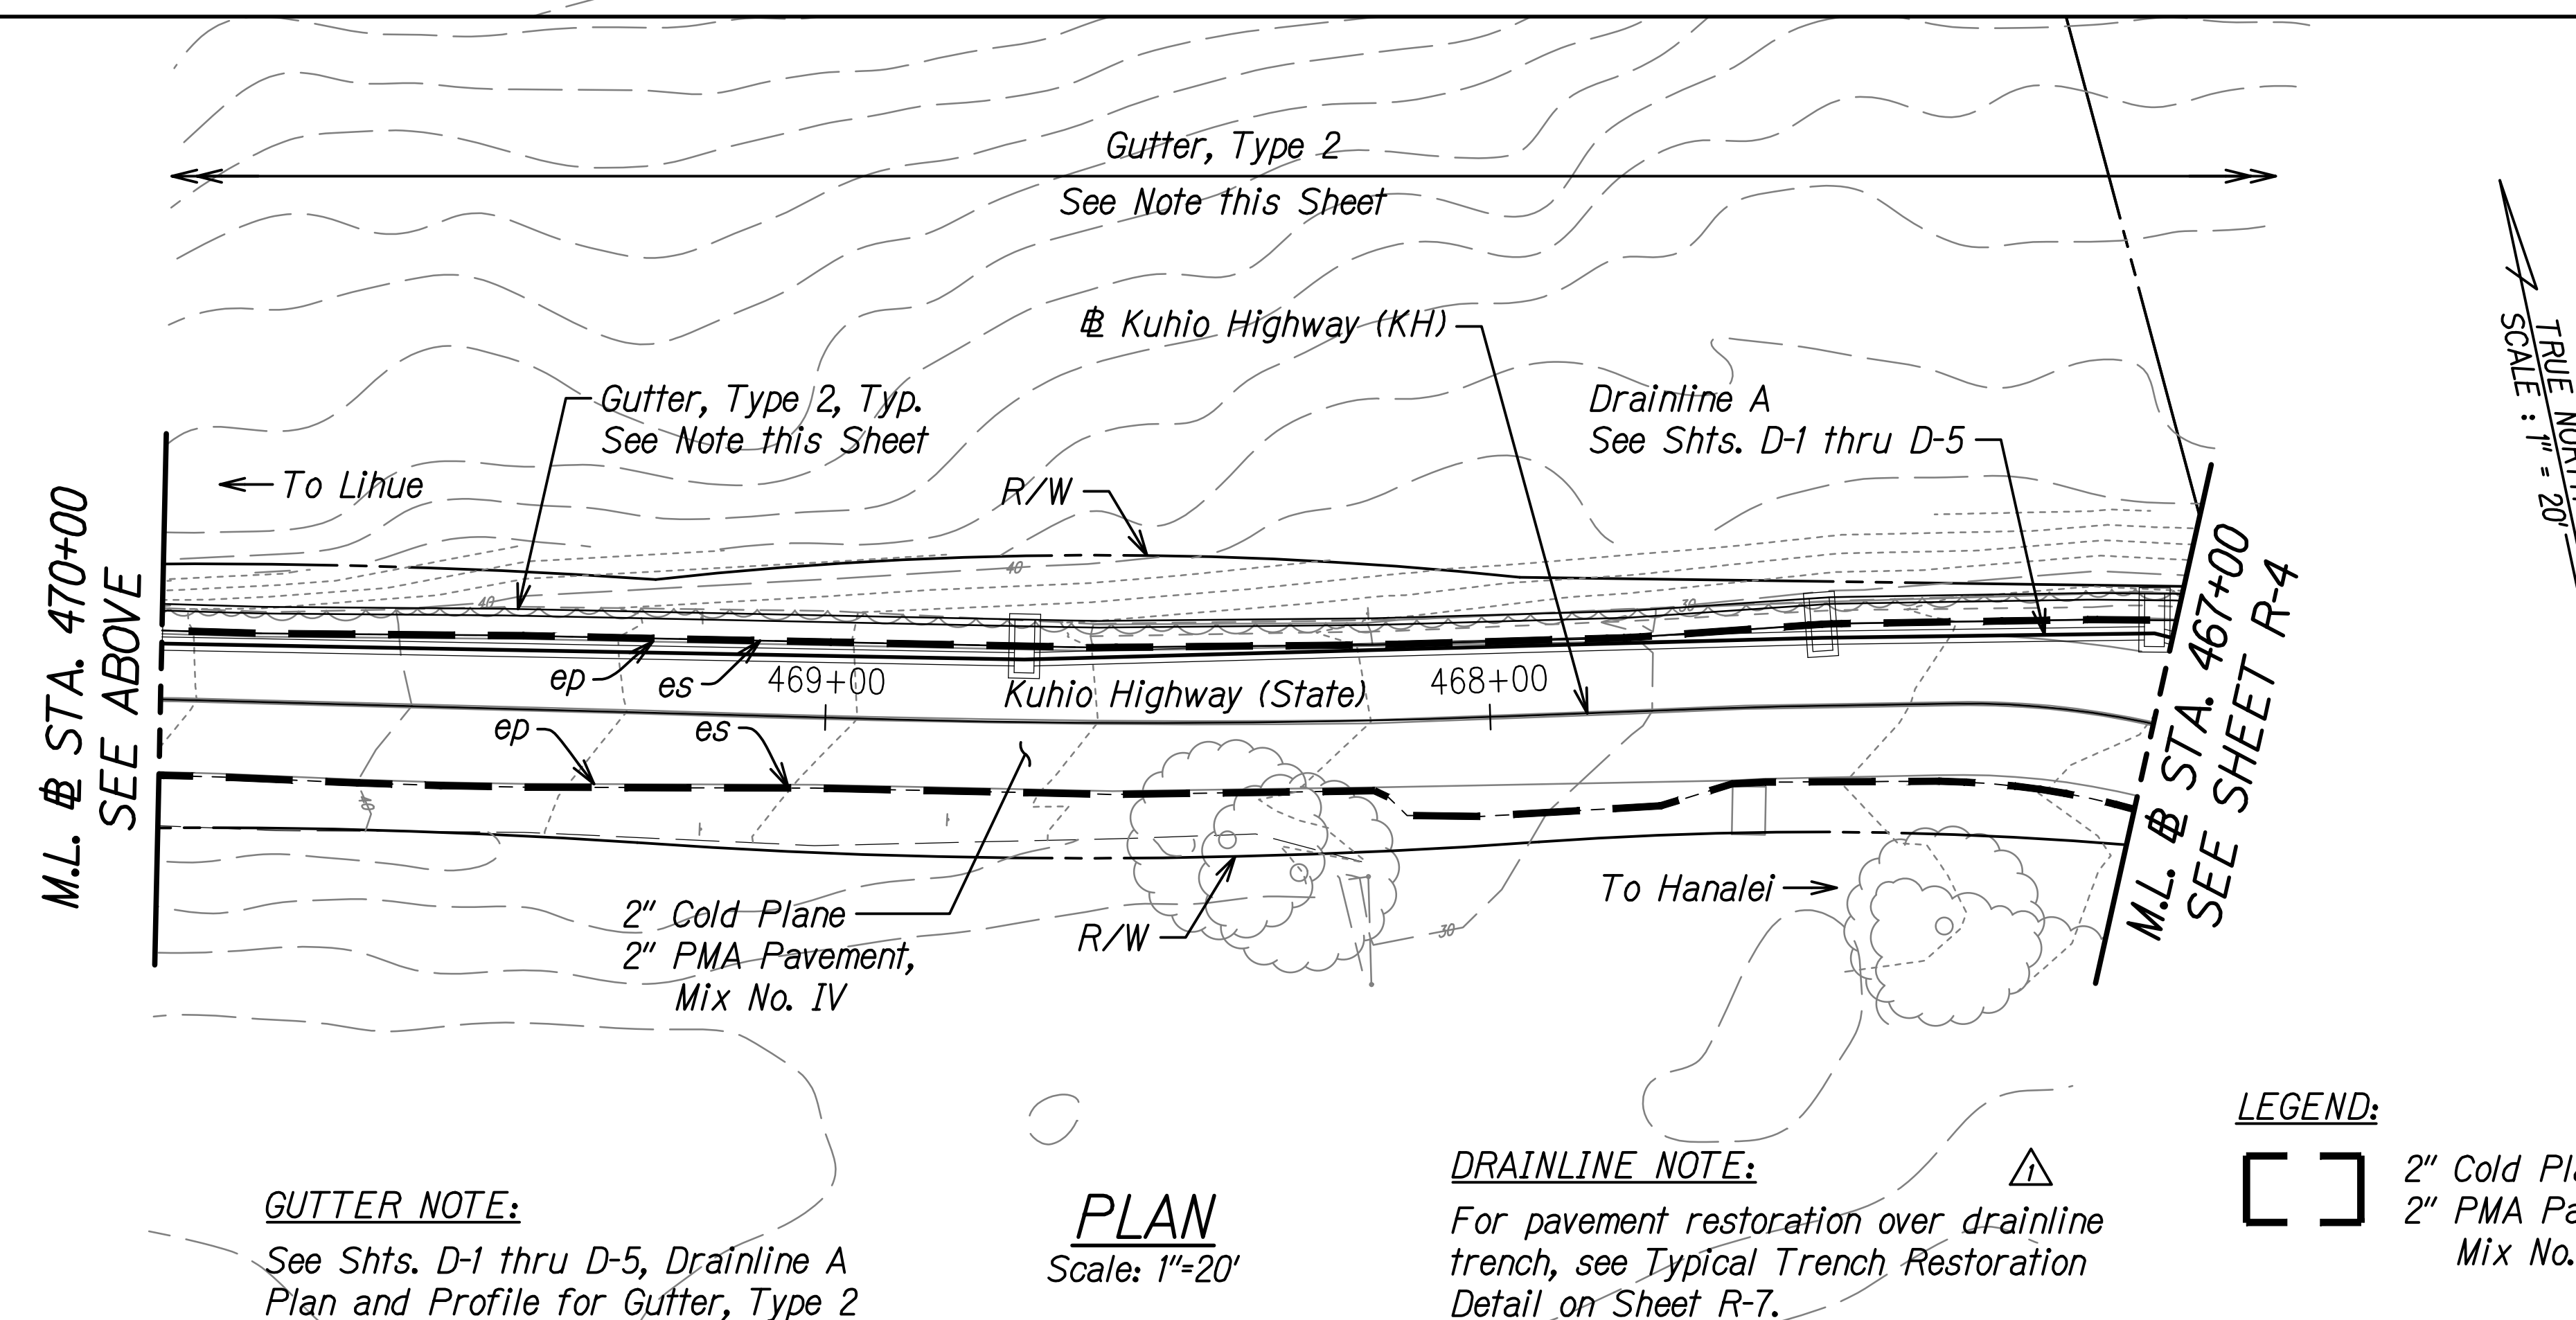 Gutter, Type 2
See Note this Sheet
TRUE NORTH
SCALE : 1" = 20'
℄ Kuhio Highway (KH)
Gutter, Type 2, Typ.
See Note this Sheet
Drainline A
See Shts. D-1 thru D-5
To Lihue
R/W
M.L. ℄ STA. 470+00
SEE ABOVE
40
40
30
M.L. ℄ STA. 467+00
SEE SHEET R-4
ep
es
469+00
Kuhio Highway (State)
468+00
ep
es
40
2" Cold Plane
2" PMA Pavement,
Mix No. IV
R/W
30
To Hanalei
LEGEND:
2" Cold Pl
2" PMA Pa
Mix No.
GUTTER NOTE:
See Shts. D-1 thru D-5, Drainline A
Plan and Profile for Gutter, Type 2
PLAN
Scale: 1"=20'
DRAINLINE NOTE:
1
For pavement restoration over drainline
trench, see Typical Trench Restoration
Detail on Sheet R-7.